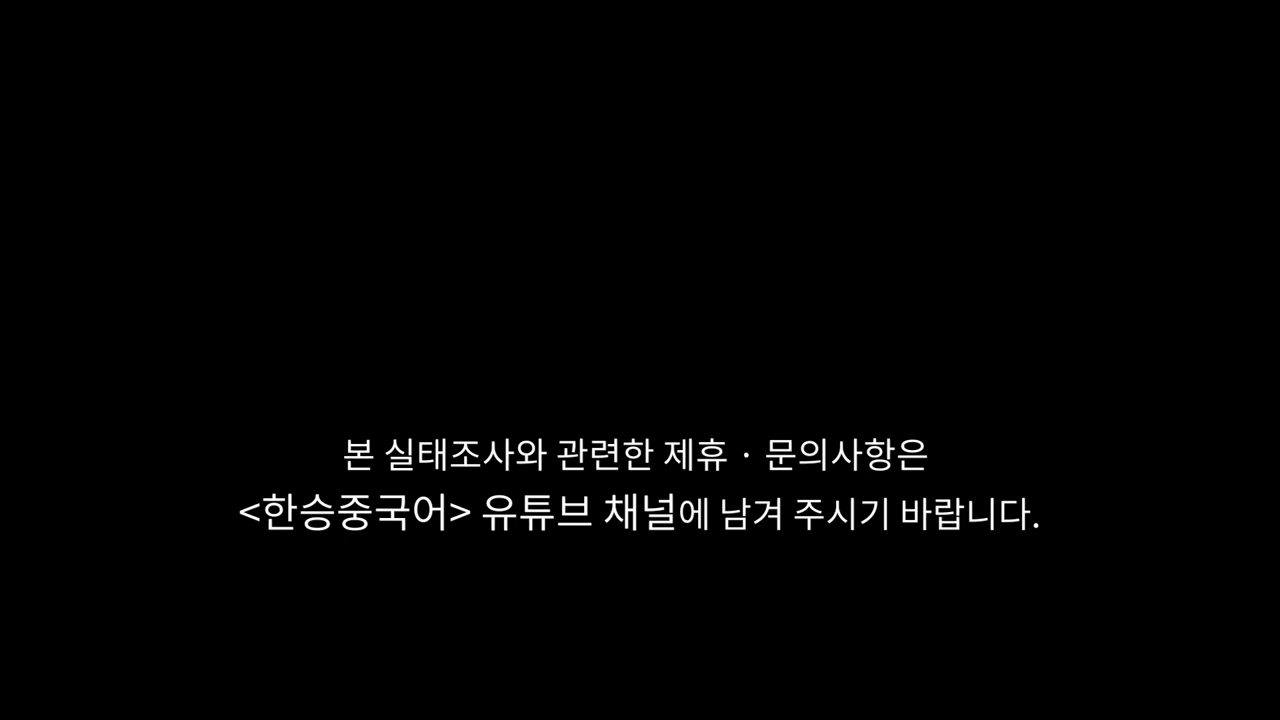 본 실태조사와 관련한 제휴 · 문의사항은
<한승중국어> 유튜브 채널에 남겨 주시기 바랍니다.